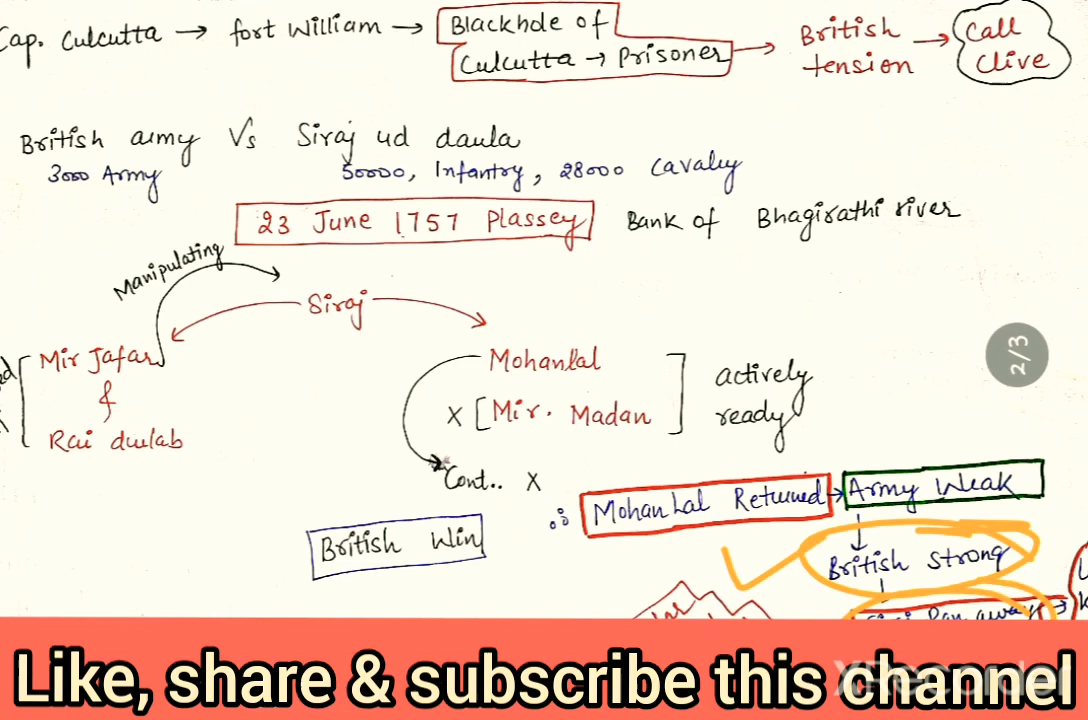 Cap. Culcutta → fort William → Blackhole of
Culcutta → Prisoner → British tension → Call Clive
British army Vs Siraj ud daula
3000 Army 50000, Infantry, 28000 Cavalry
23 June 1757 Plassey Bank of Bhagirathi river
Manipulating
Siraj
Mir Jafar
&
Rai dulab
Mohanlal
x [Mir. Madan
actively
ready
2/3
Cont.. x
∴ Mohan Lal Returned → Army Weak
British Win
British strong
Ran away →
Like, share & subscribe this channel
XRecorder